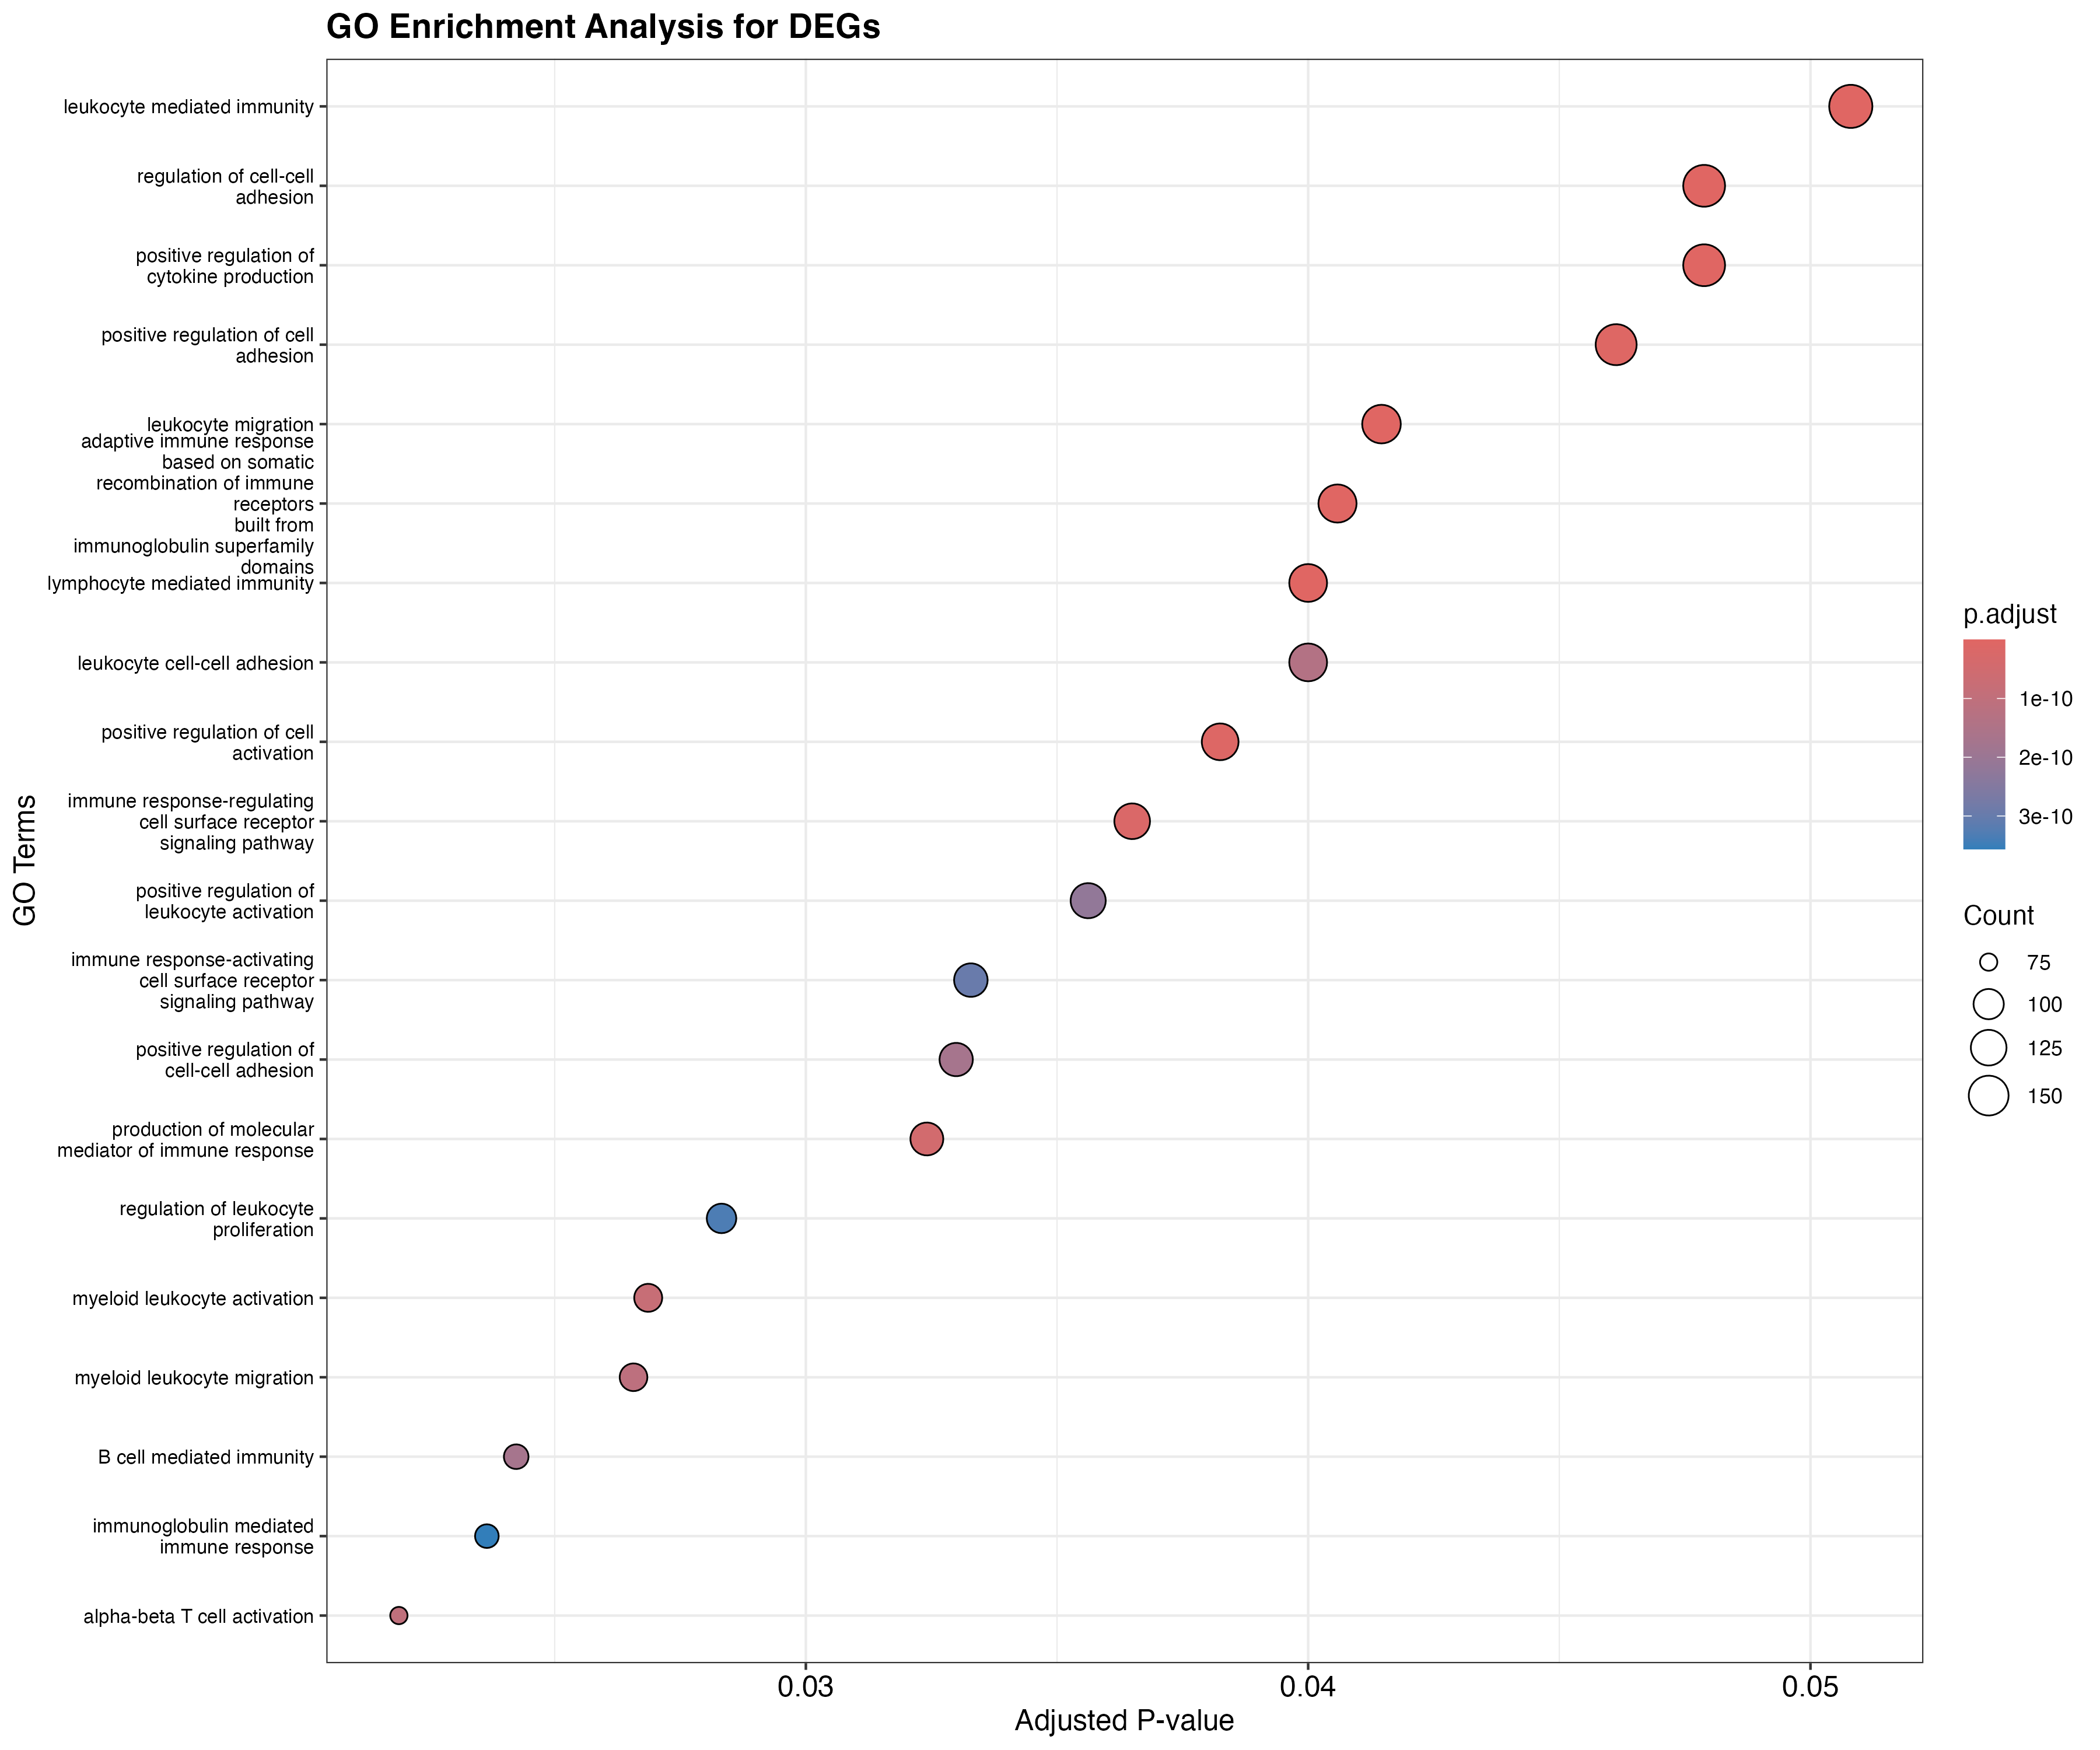 GO Enrichment Analysis for DEGs
leukocyte mediated immunity
regulation of cell-cell
adhesion
positive regulation of
cytokine production
positive regulation of cell
adhesion
leukocyte migration
adaptive immune response
based on somatic
recombination of immune
receptors
built from
immunoglobulin superfamily
domains
lymphocyte mediated immunity
leukocyte cell-cell adhesion
positive regulation of cell
activation
immune response-regulating
cell surface receptor
signaling pathway
positive regulation of
leukocyte activation
immune response-activating
cell surface receptor
signaling pathway
positive regulation of
cell-cell adhesion
production of molecular
mediator of immune response
regulation of leukocyte
proliferation
myeloid leukocyte activation
myeloid leukocyte migration
B cell mediated immunity
immunoglobulin mediated
immune response
alpha-beta T cell activation
GO Terms
0.03
0.04
0.05
Adjusted P-value
p.adjust
1e-10
2e-10
3e-10
Count
75
100
125
150